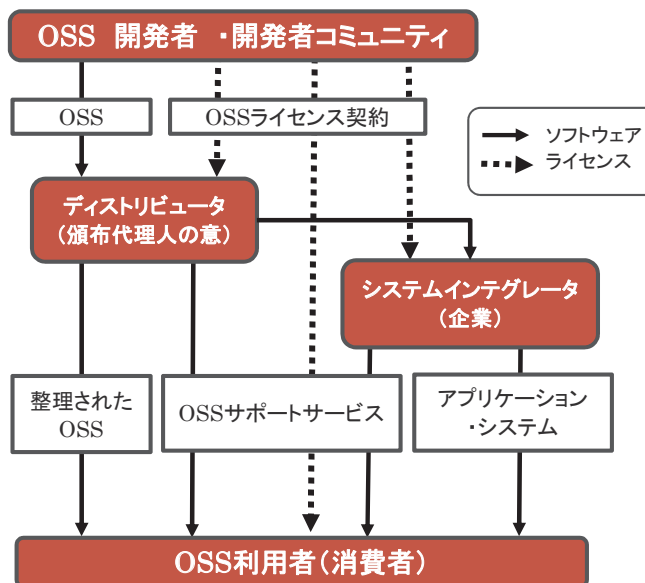 OSS 開発者 ・開発者コミュニティ
OSS
OSSライセンス契約
ソフトウェア
ライセンス
ディストリビュータ
(頒布代理人の意)
システムインテグレータ
(企業)
整理された
OSS
OSSサポートサービス
アプリケーション
・システム
OSS利用者(消費者)